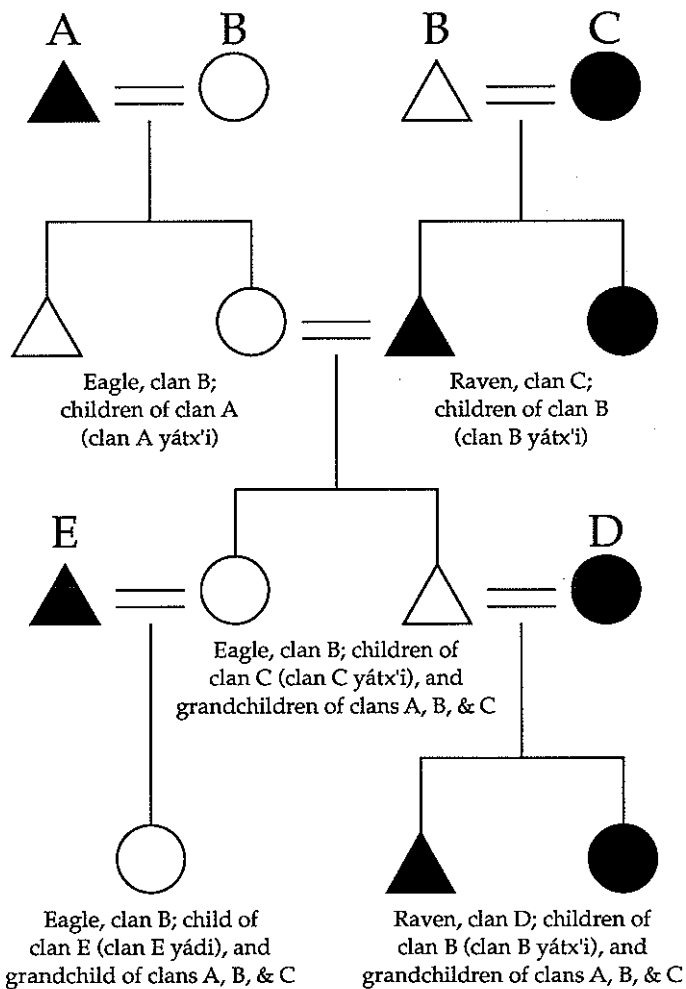 A B B C
Eagle, clan B;
children of clan A
(clan A yátx'i)
Raven, clan C;
children of clan B
(clan B yátx'i)
E D
Eagle, clan B; children of
clan C (clan C yátx'i), and
grandchildren of clans A, B, & C
Eagle, clan B; child of
clan E (clan E yádi), and
grandchild of clans A, B, & C
Raven, clan D; children of
clan B (clan B yátx'i), and
grandchildren of clans A, B, & C